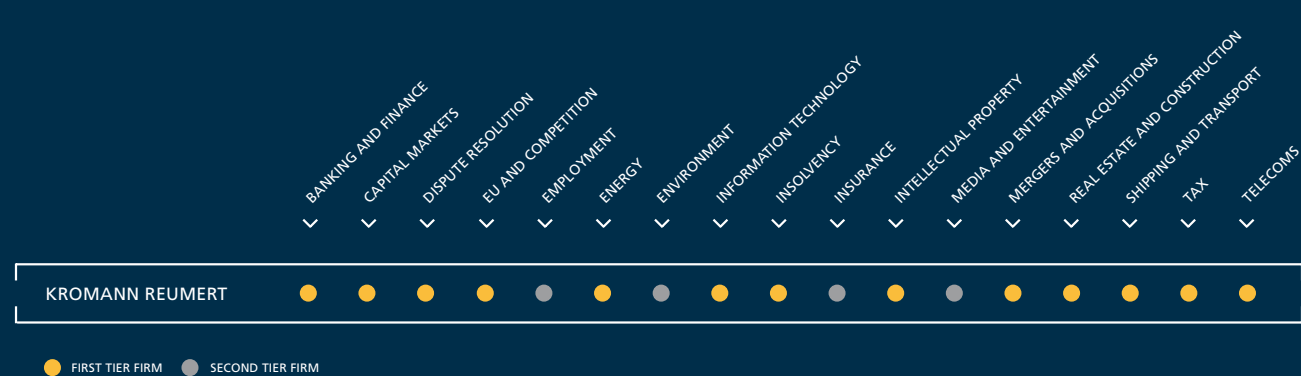 BANKING AND FINANCE
CAPITAL MARKETS
DISPUTE RESOLUTION
EU AND COMPETITION
EMPLOYMENT
ENERGY
ENVIRONMENT
INFORMATION TECHNOLOGY
INSOLVENCY
INSURANCE
INTELLECTUAL PROPERTY
MEDIA AND ENTERTAINMENT
MERGERS AND ACQUISITIONS
REAL ESTATE AND CONSTRUCTION
SHIPPING AND TRANSPORT
TAX
TELECOMS
KROMANN REUMERT
FIRST TIER FIRM
SECOND TIER FIRM